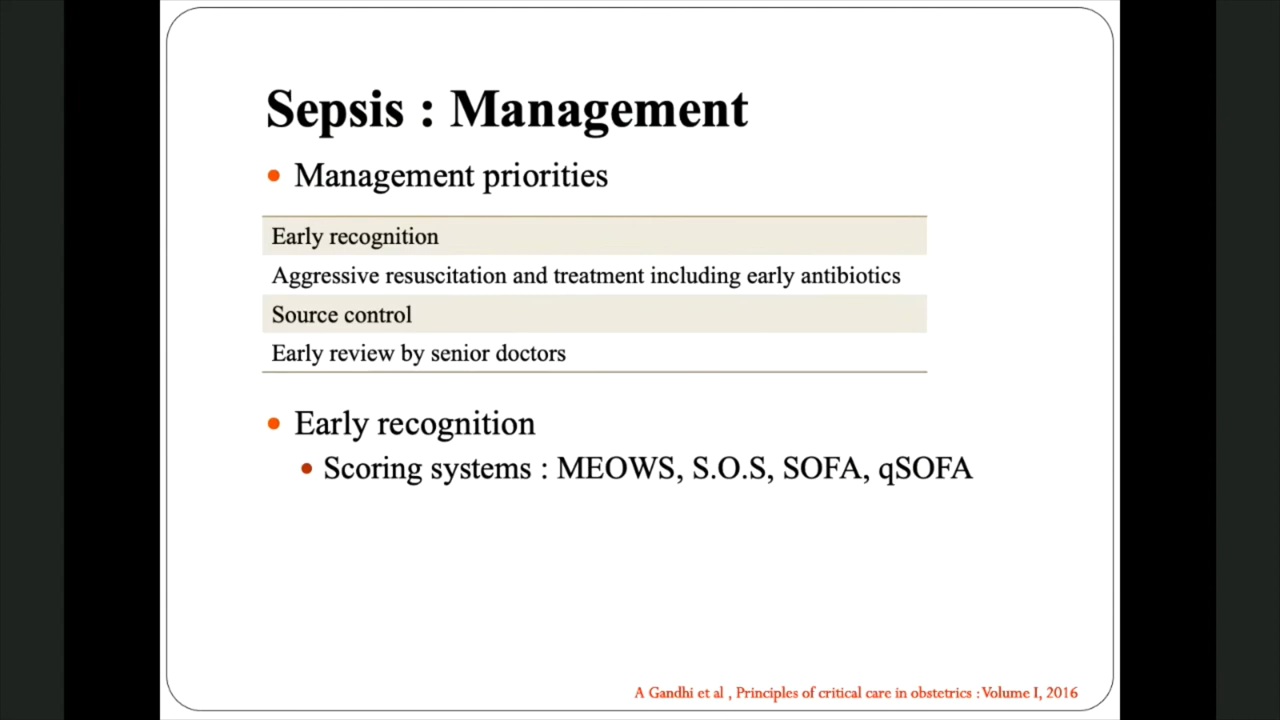 Sepsis : Management
• Management priorities
Early recognition
Aggressive resuscitation and treatment including early antibiotics
Source control
Early review by senior doctors
• Early recognition
• Scoring systems : MEOWS, S.O.S, SOFA, qSOFA
A Gandhi et al , Principles of critical care in obstetrics : Volume I, 2016